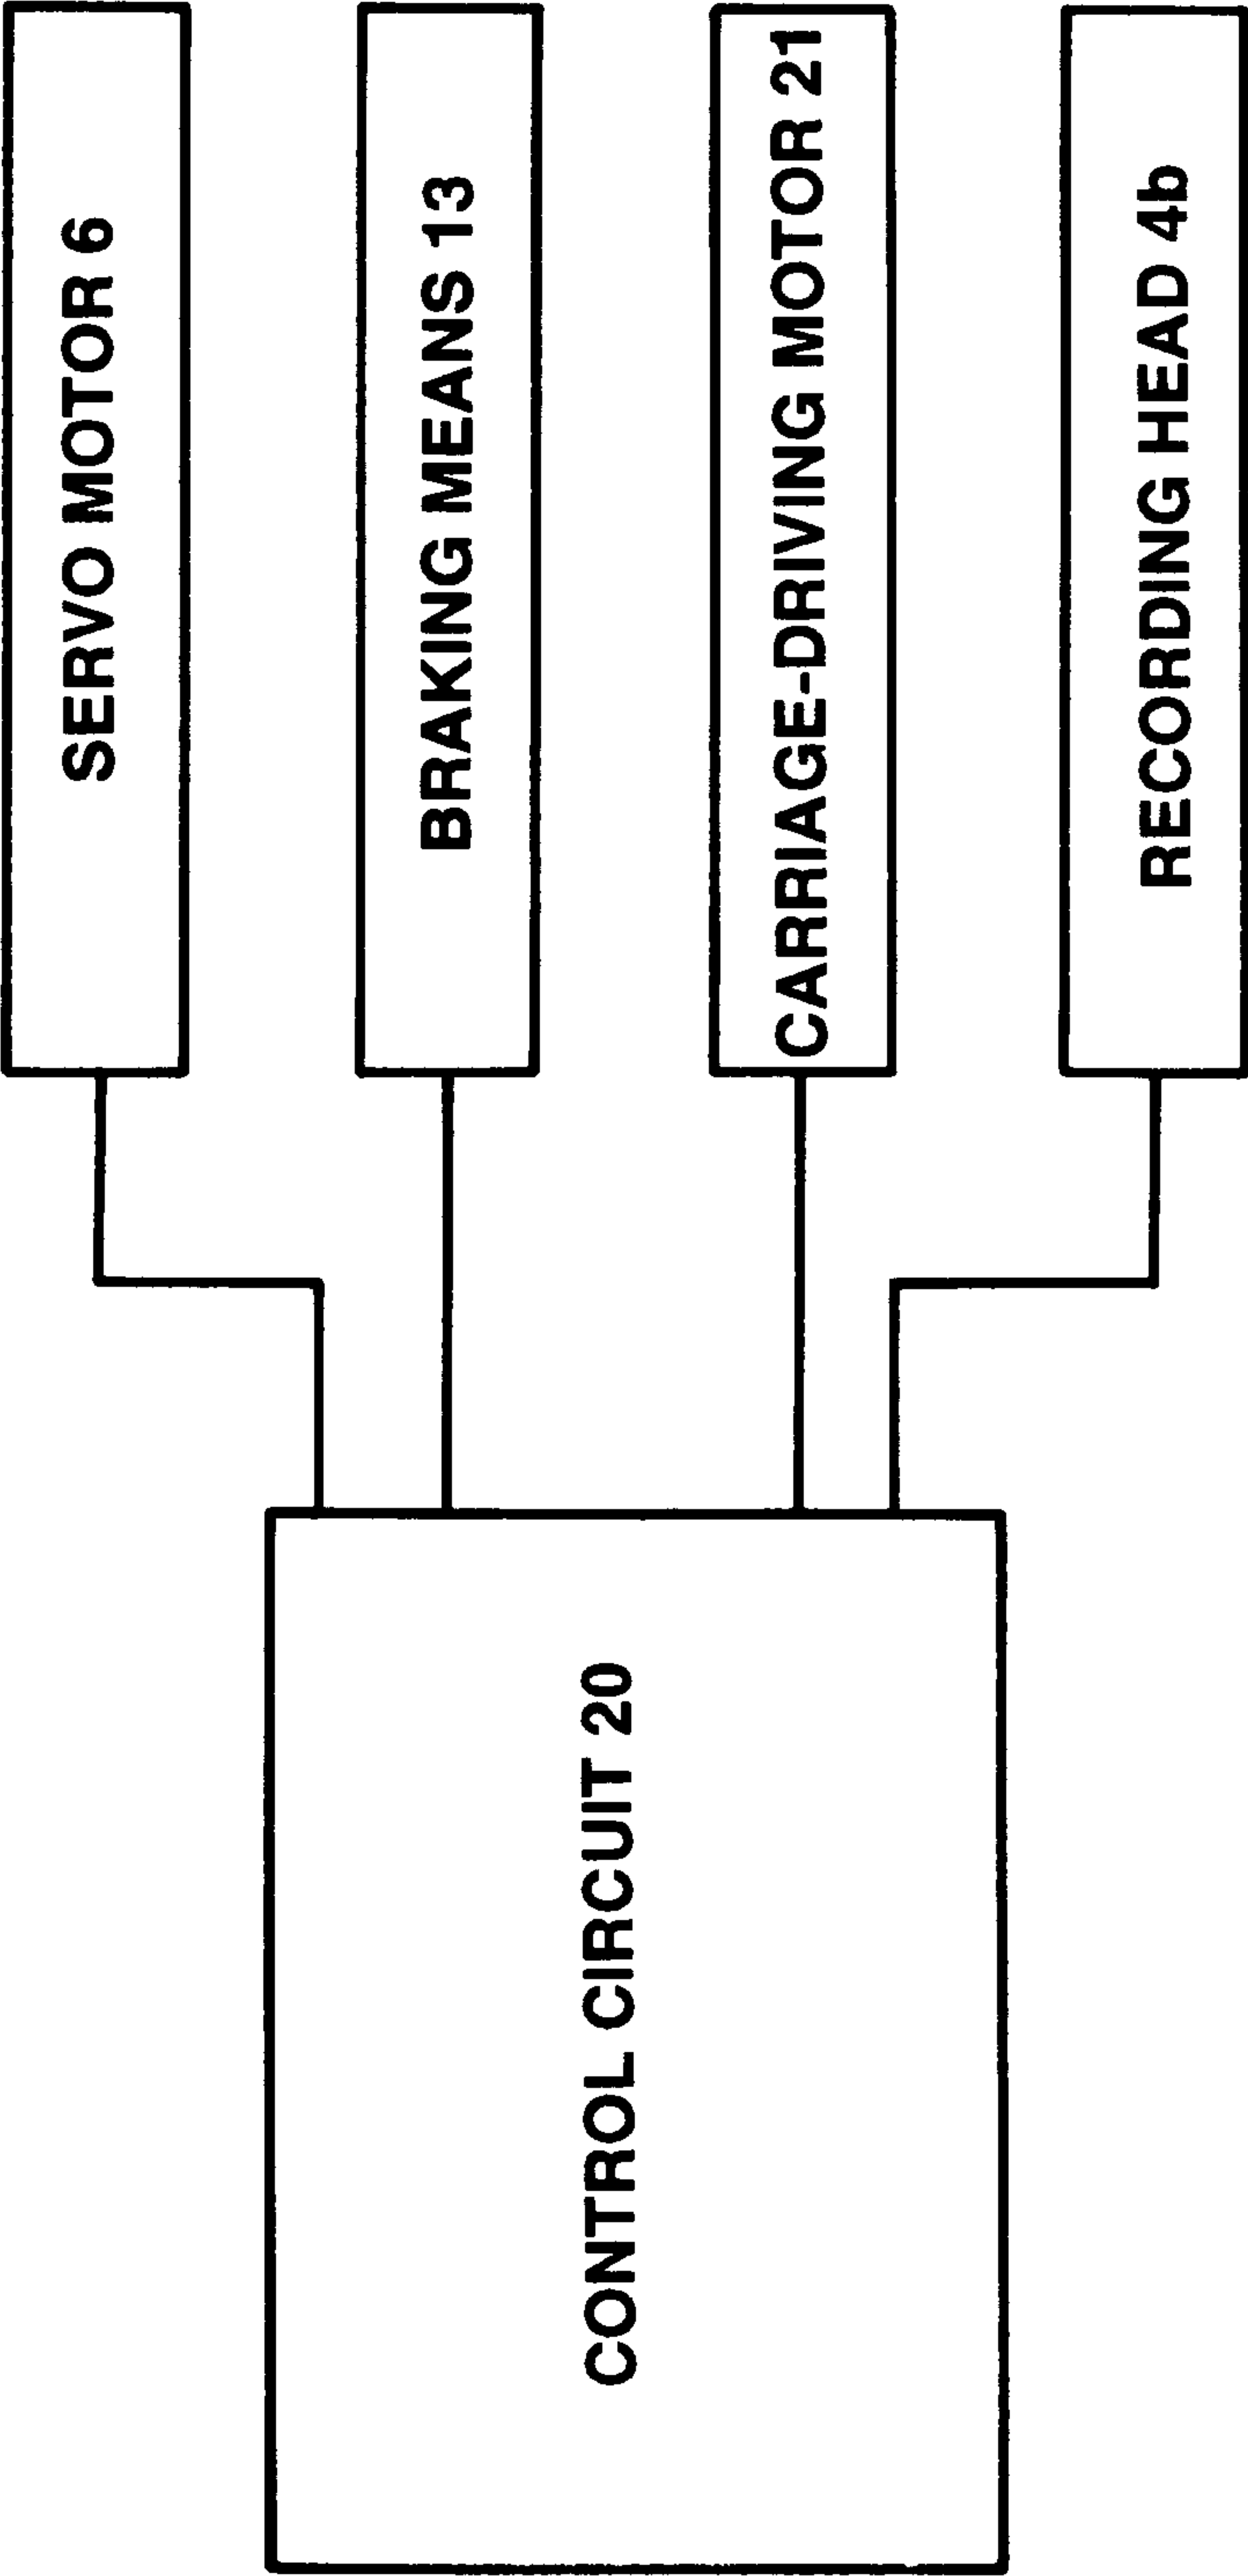 SERVO MOTOR 6
BRAKING MEANS 13
CARRIAGE-DRIVING MOTOR 21
RECORDING HEAD 4b
CONTROL CIRCUIT 20